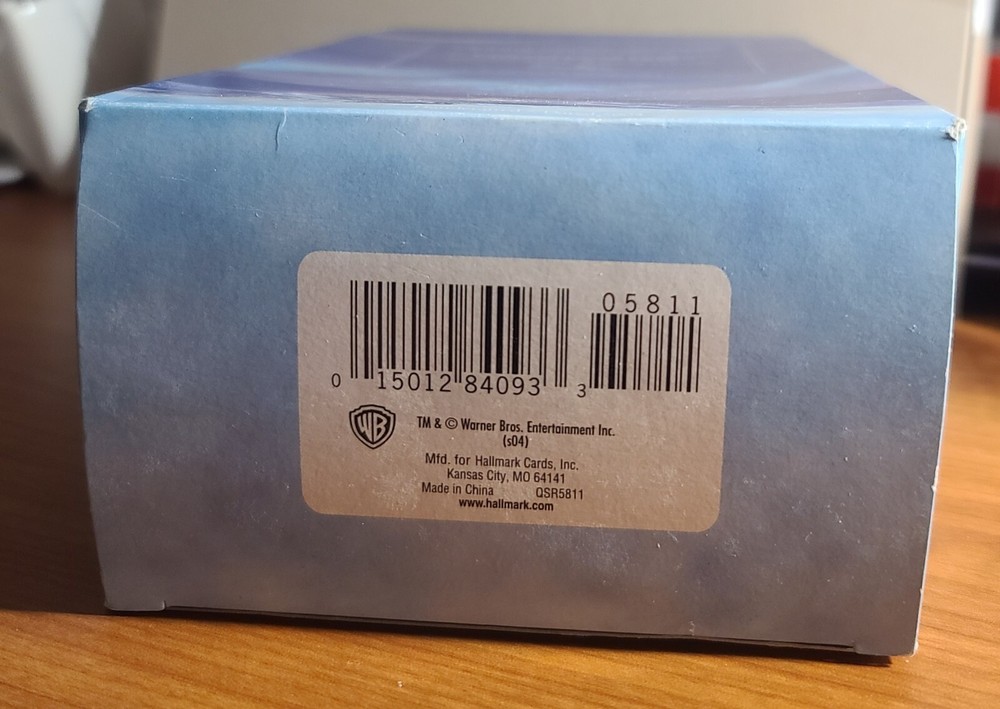 05811
0 15012 84093 3
WB
TM & © Warner Bros. Entertainment Inc.
(s04)
Mfd. for Hallmark Cards, Inc.
Kansas City, MO 64141
Made in China QSR5811
www.hallmark.com